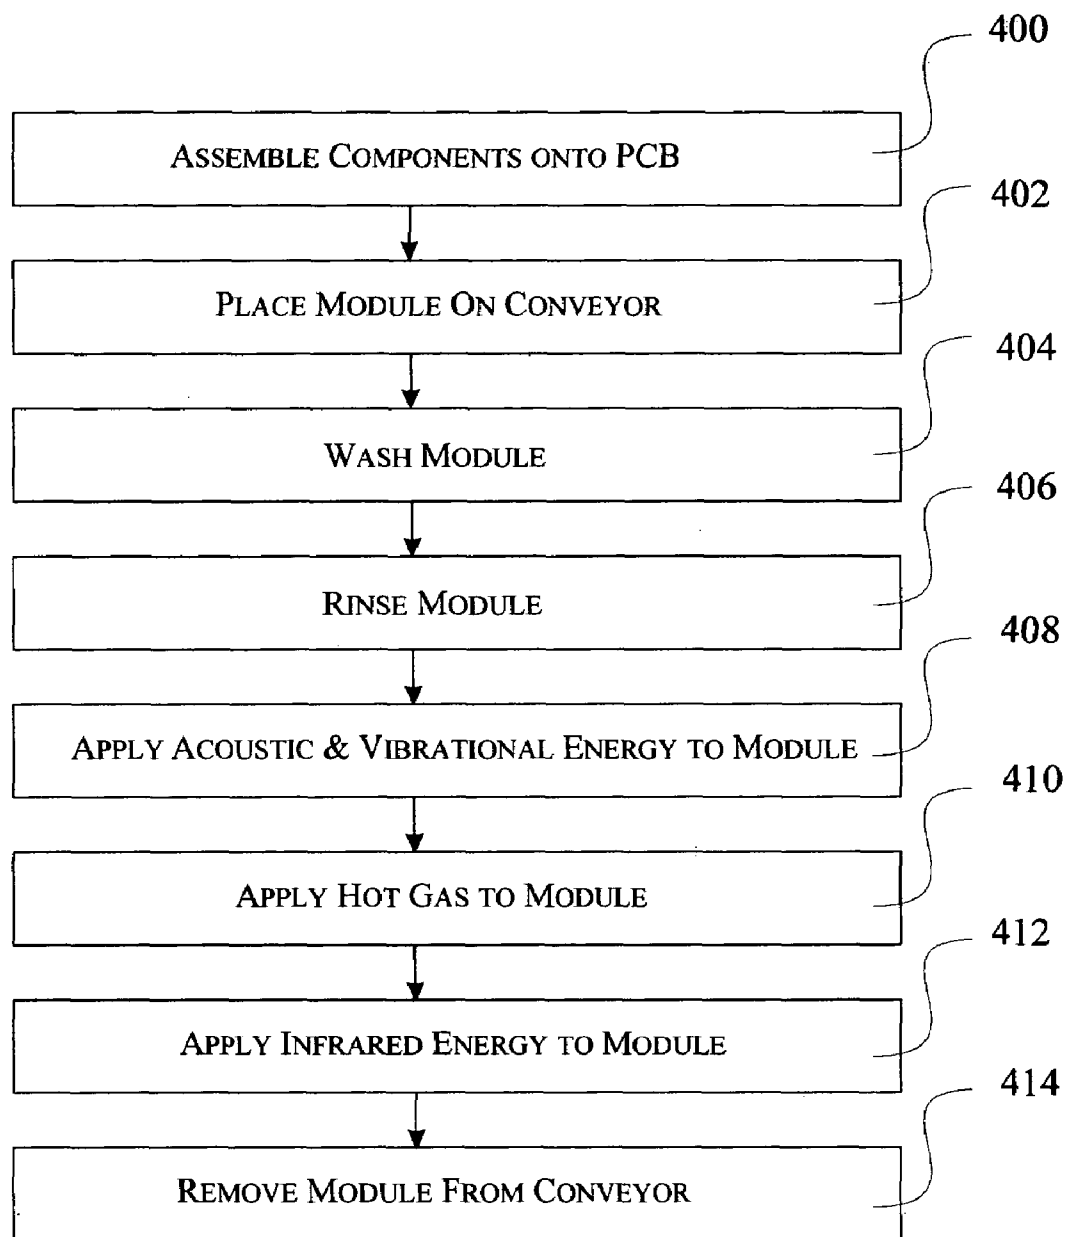 400
ASSEMBLE COMPONENTS ONTO PCB
402
PLACE MODULE ON CONVEYOR
404
WASH MODULE
406
RINSE MODULE
408
APPLY ACOUSTIC & VIBRATIONAL ENERGY TO MODULE
410
APPLY HOT GAS TO MODULE
412
APPLY INFRARED ENERGY TO MODULE
414
REMOVE MODULE FROM CONVEYOR